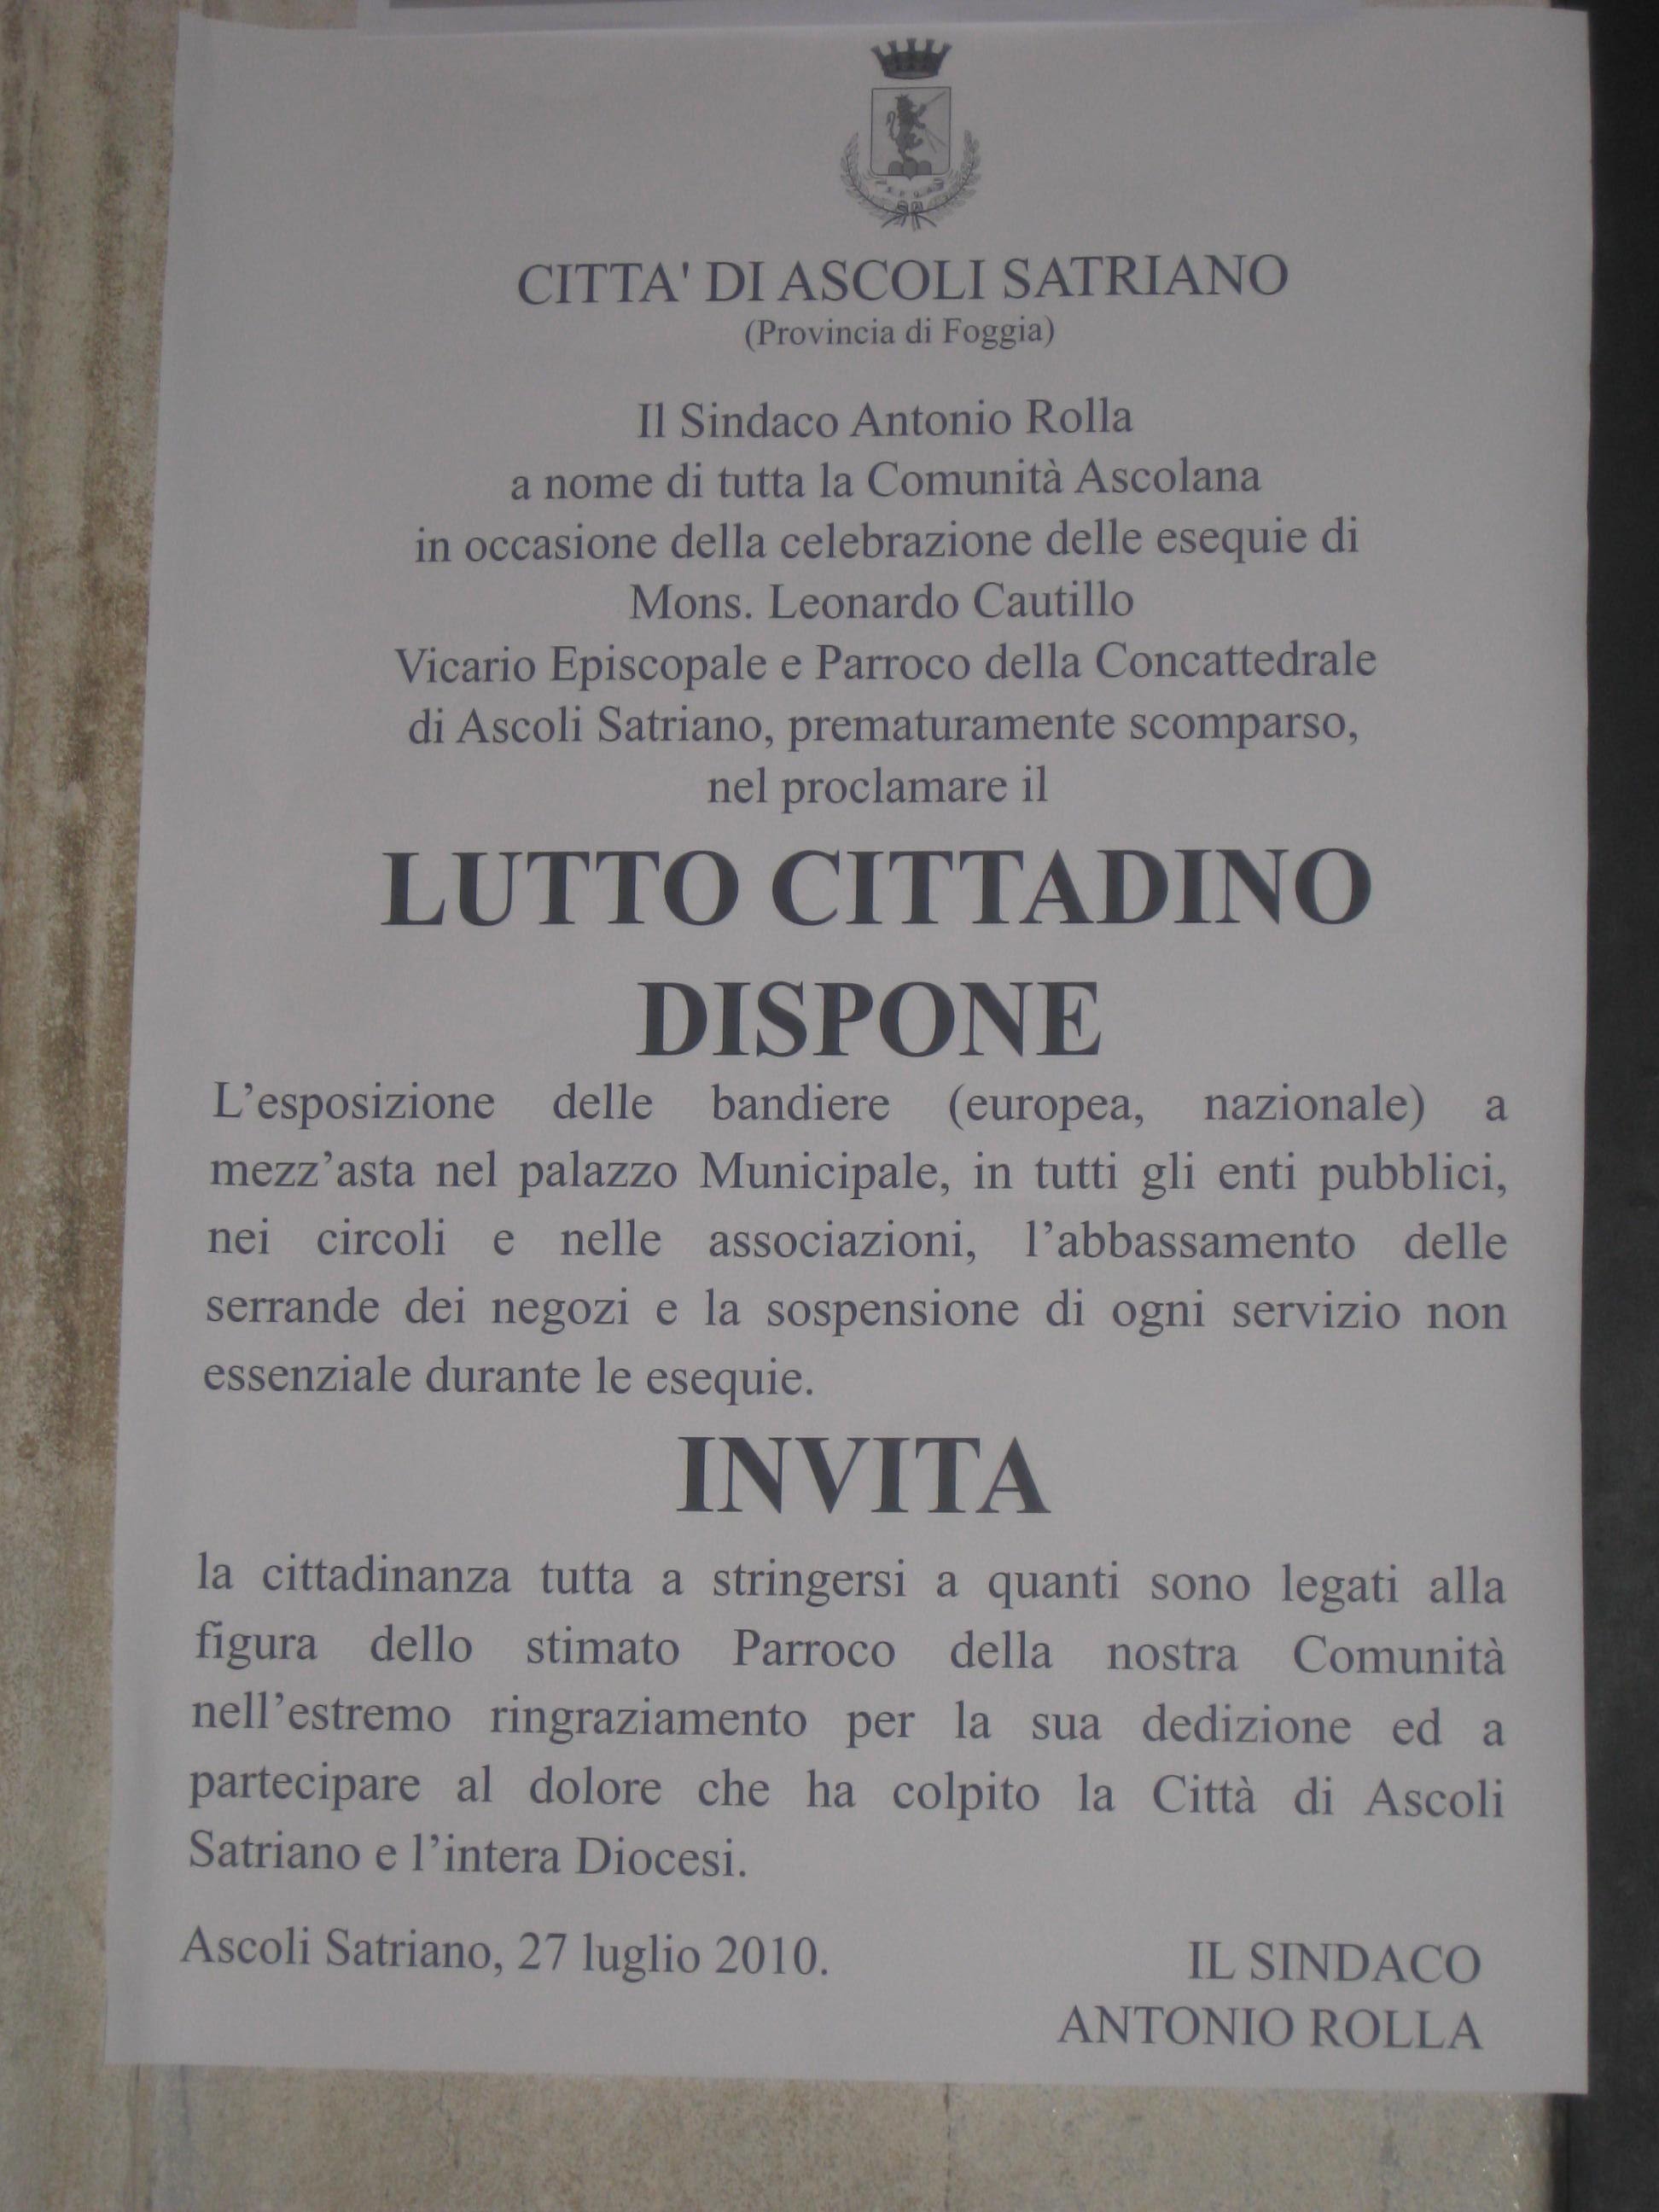 CITTA' DI ASCOLI SATRIANO
(Provincia di Foggia)
Il Sindaco Antonio Rolla
a nome di tutta la Comunità Ascolana
in occasione della celebrazione delle esequie di
Mons. Leonardo Cautillo
Vicario Episcopale e Parroco della Concattedrale
di Ascoli Satriano, prematuramente scomparso,
nel proclamare il
LUTTO CITTADINO
DISPONE
L’esposizione delle bandiere (europea, nazionale) a
mezz’asta nel palazzo Municipale, in tutti gli enti pubblici,
nei circoli e nelle associazioni, l’abbassamento delle
serrande dei negozi e la sospensione di ogni servizio non
essenziale durante le esequie.
INVITA
la cittadinanza tutta a stringersi a quanti sono legati alla
figura dello stimato Parroco della nostra Comunità
nell’estremo ringraziamento per la sua dedizione ed a
partecipare al dolore che ha colpito la Città di Ascoli
Satriano e l’intera Diocesi.
Ascoli Satriano, 27 luglio 2010.
IL SINDACO
ANTONIO ROLLA